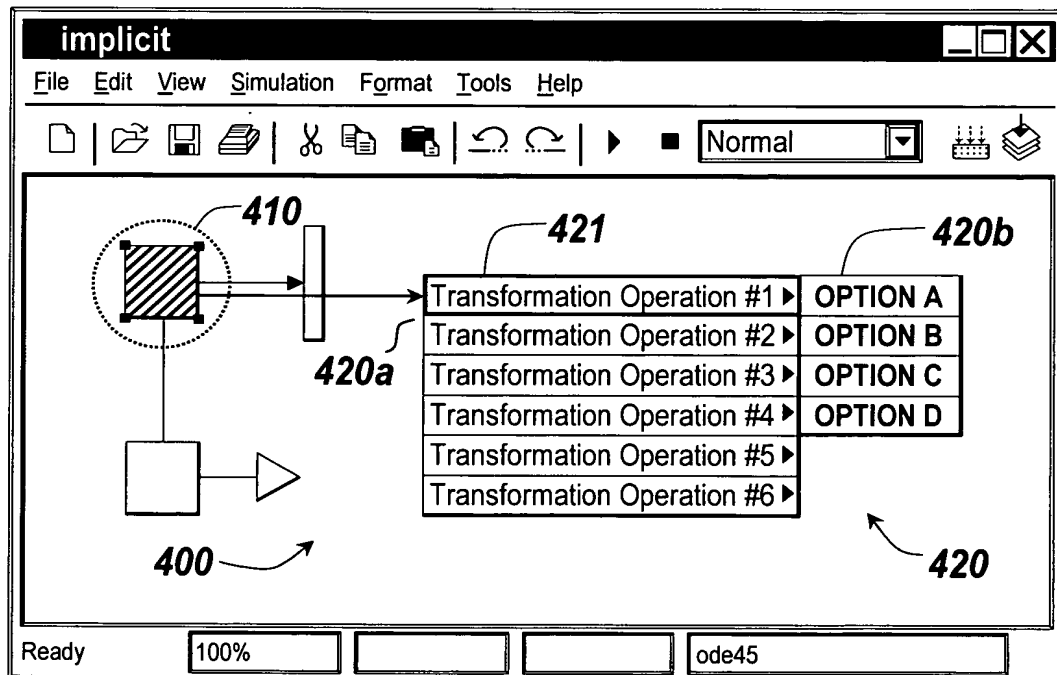 implicit
File Edit View Simulation Format Tools Help
Normal
410
421
420b
Transformation Operation #1 OPTION A
Transformation Operation #2 OPTION B
420a
Transformation Operation #3 OPTION C
Transformation Operation #4 OPTION D
Transformation Operation #5
Transformation Operation #6
400
420
Ready 100% ode45